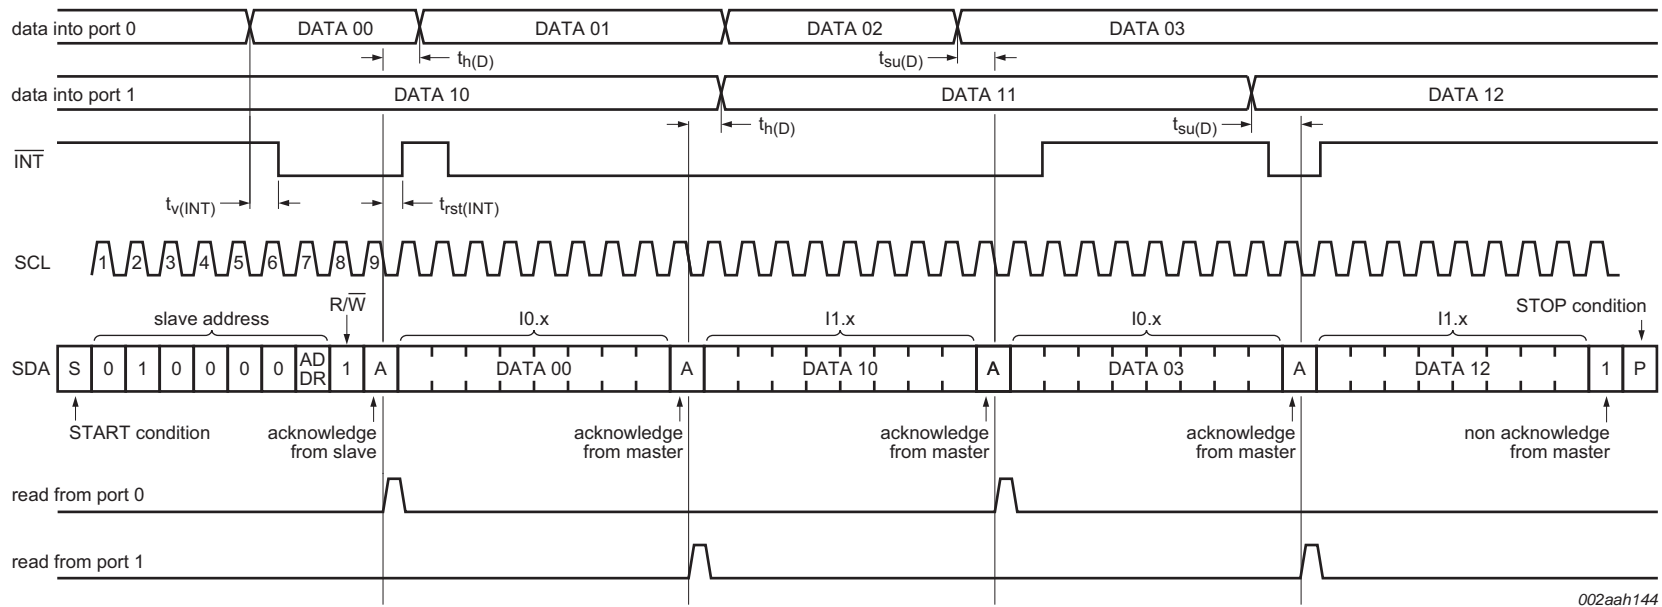 data into port 0 DATA 00 DATA 01 DATA 02 DATA 03
th(D) tsu(D)
data into port 1 DATA 10 DATA 11 DATA 12
th(D) tsu(D)
INT
tv(INT) trst(INT)
SCL 1 2 3 4 5 6 7 8 9
R/W
slave address I0.x I1.x I0.x I1.x STOP condition
SDA S 0 1 0 0 0 0 AD DR 1 A DATA 00 A DATA 10 A DATA 03 A DATA 12 1 P
START condition
acknowledge from slave
acknowledge from master
acknowledge from master
acknowledge from master
non acknowledge from master
read from port 0
read from port 1
002aah144